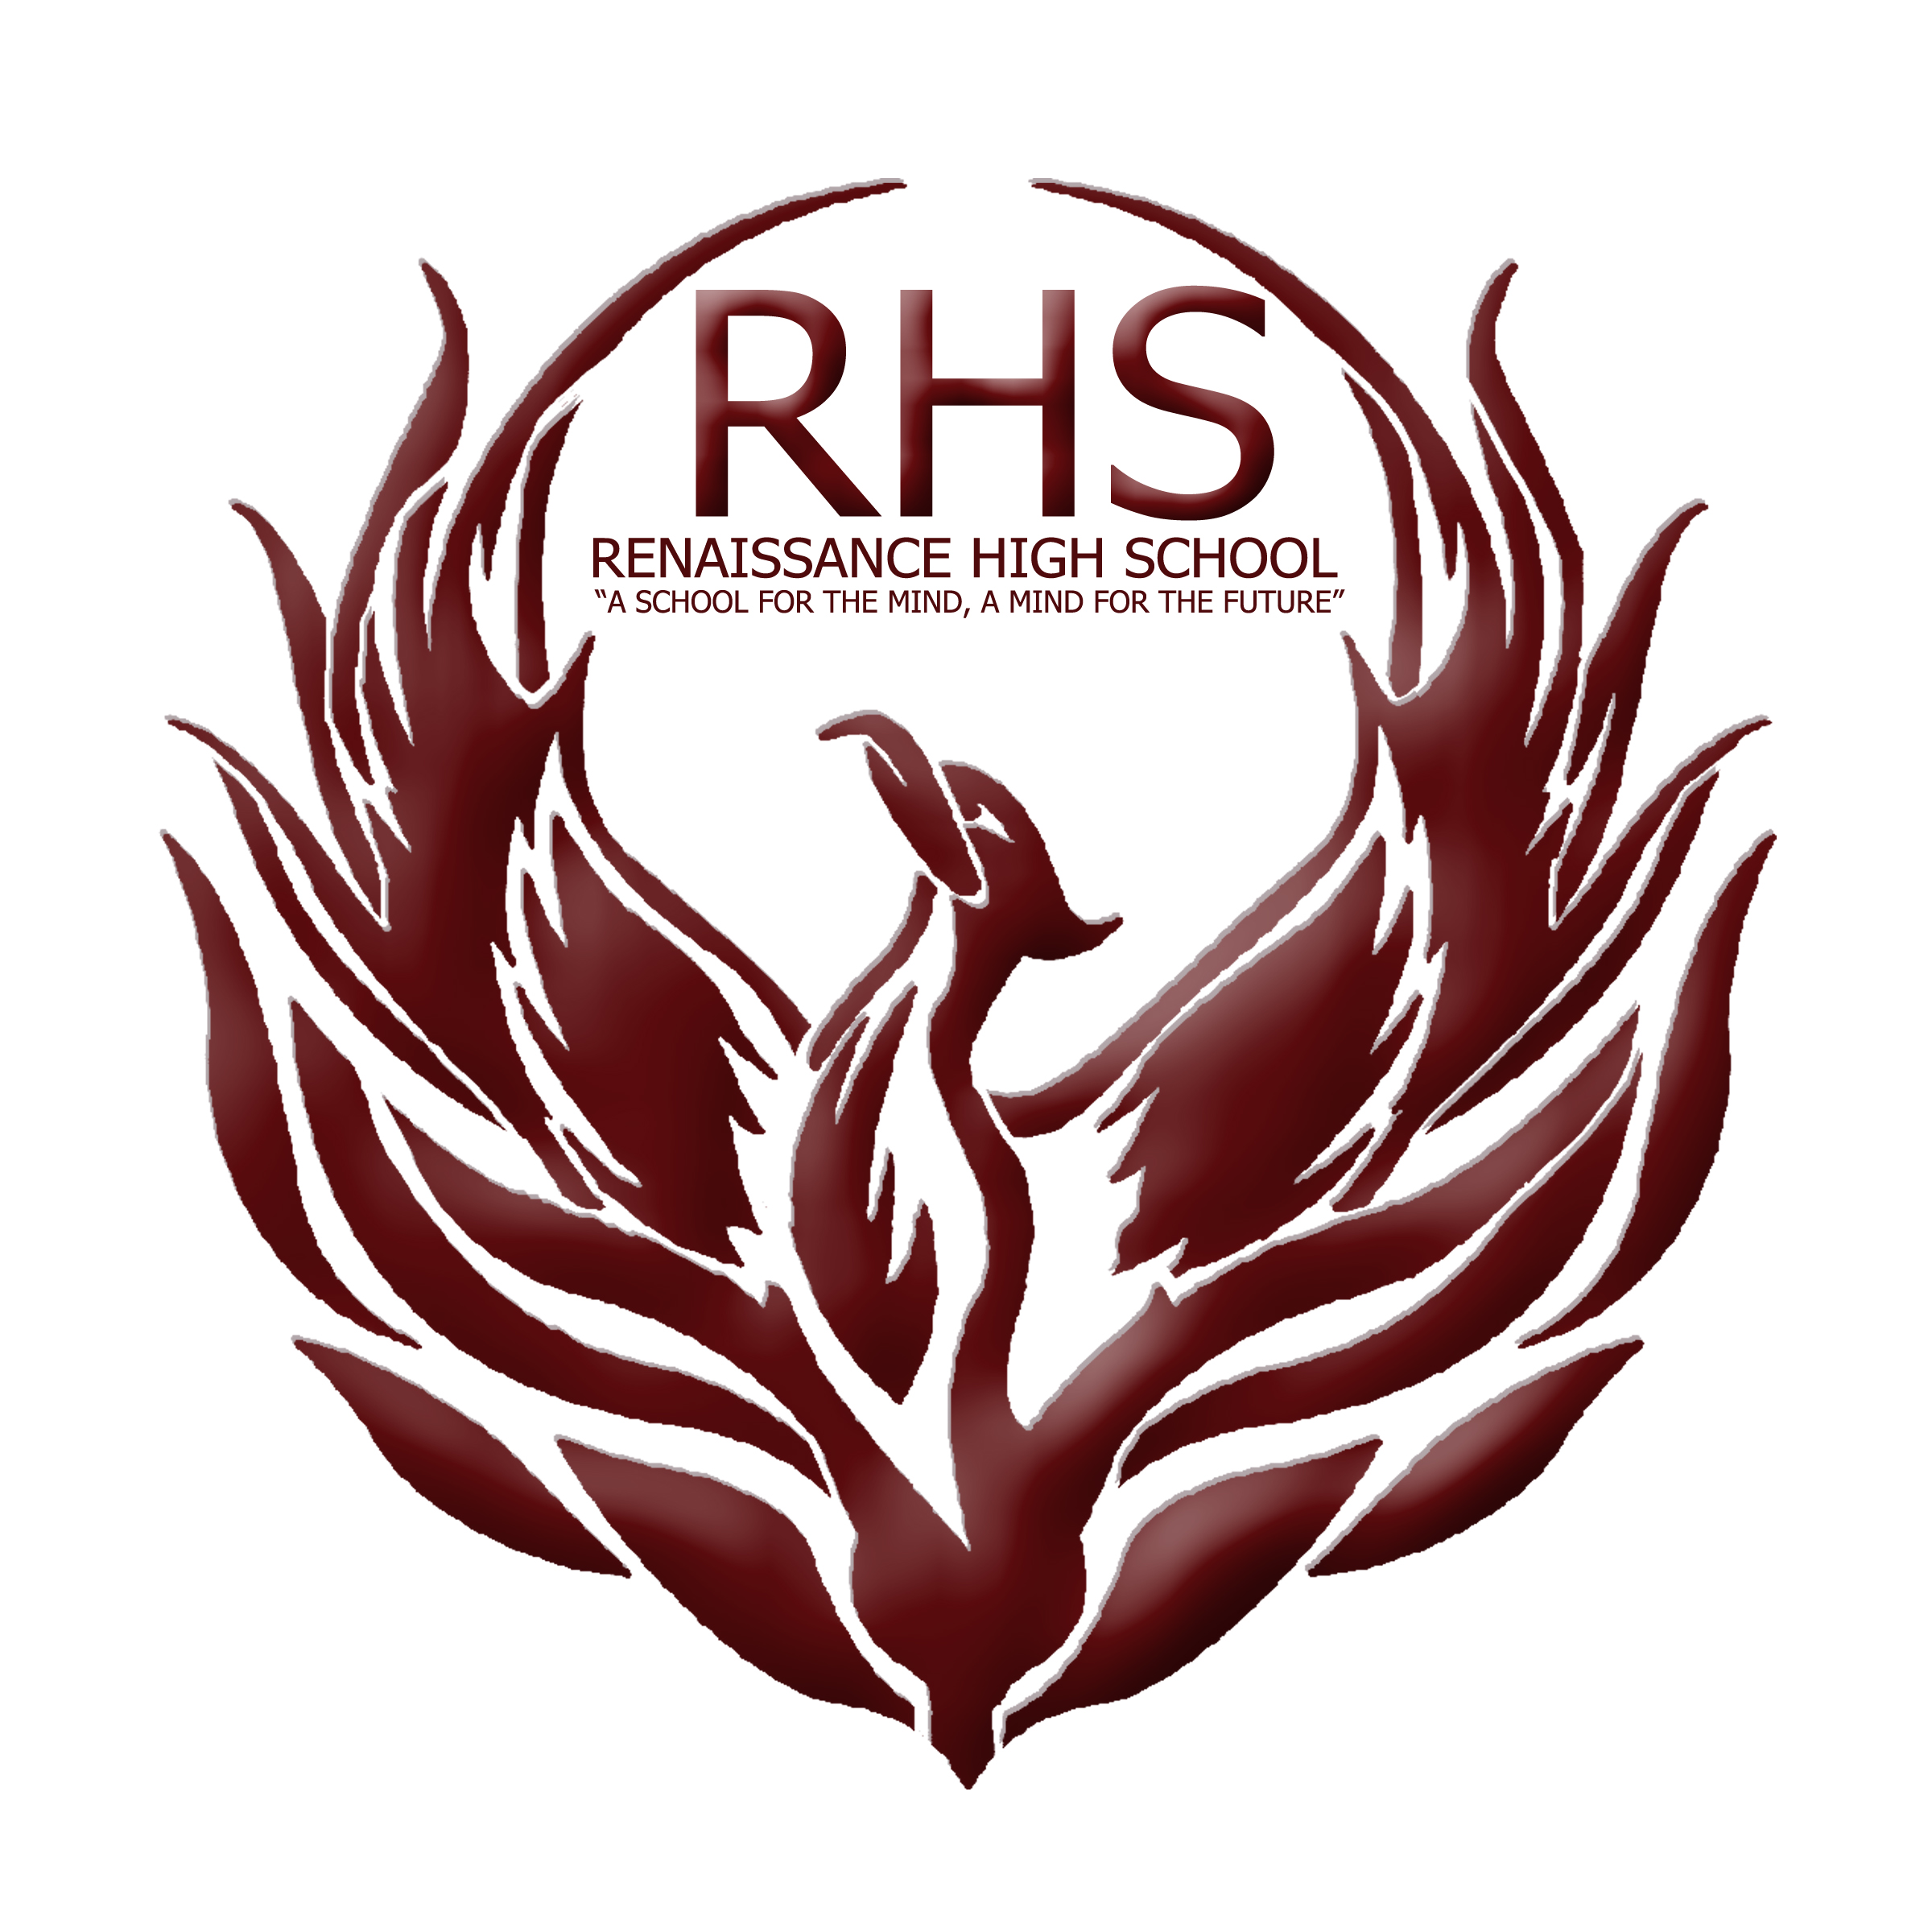 RHS
RENAISSANCE HIGH SCHOOL
“A SCHOOL FOR THE MIND, A MIND FOR THE FUTURE”